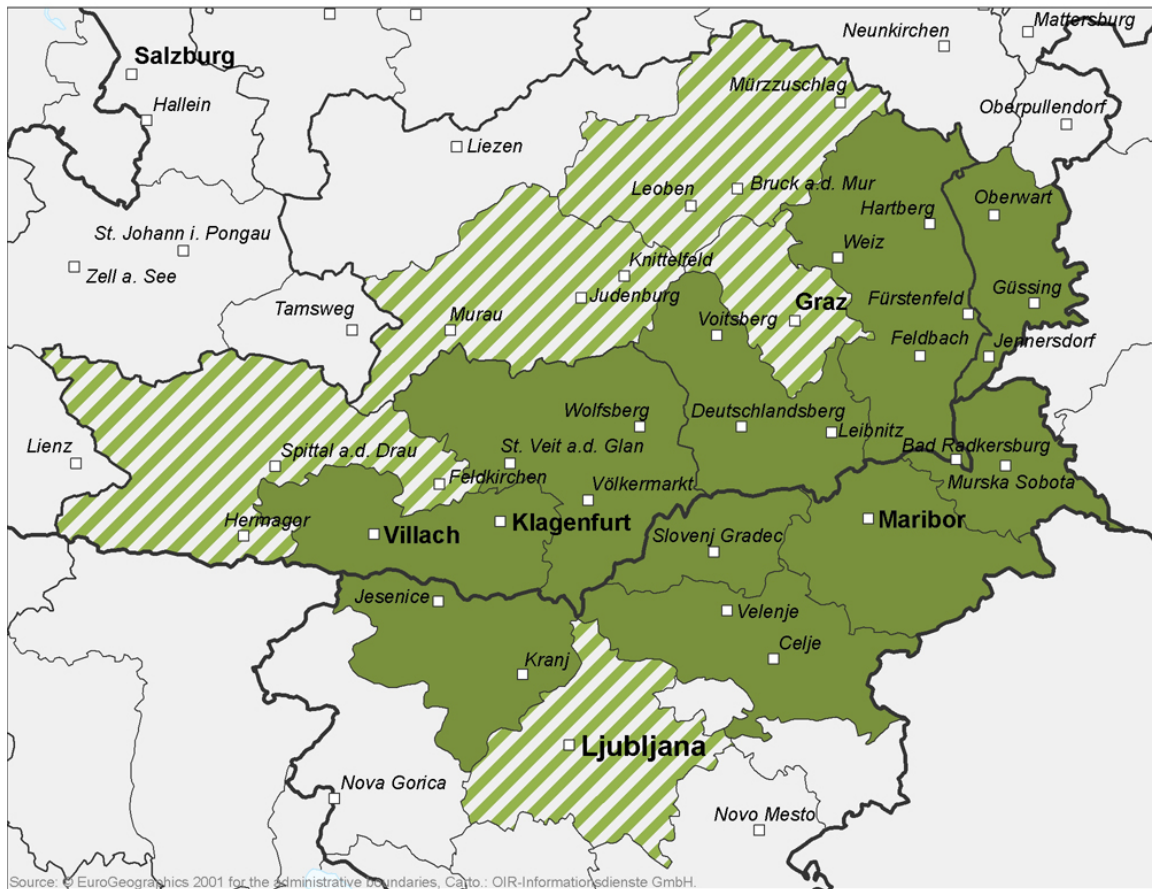 Mattersburg
Neunkirchen
Salzburg
Mürzzuschlag
Hallein
Oberpullendorf
Liezen
Leoben
Bruck a.d. Mur
Hartberg
Oberwart
St. Johann i. Pongau
Weiz
Knittelfeld
Zell a. See
Judenburg
Graz
Fürstenfeld
Güssing
Tamsweg
Murau
Voitsberg
Feldbach
Jennersdorf
Wolfsberg
Deutschlandsberg
Leibnitz
Lienz
St. Veit a.d. Glan
Bad Radkersburg
Spittal a.d. Drau
Feldkirchen
Völkermarkt
Murska Sobota
Hermagor
Villach
Klagenfurt
Maribor
Slovenj Gradec
Jesenice
Velenje
Celje
Kranj
Ljubljana
Nova Gorica
Novo Mesto
Source: © EuroGeographics 2001 for the administrative boundaries, Carto.: OIR-Informationsdienste GmbH.